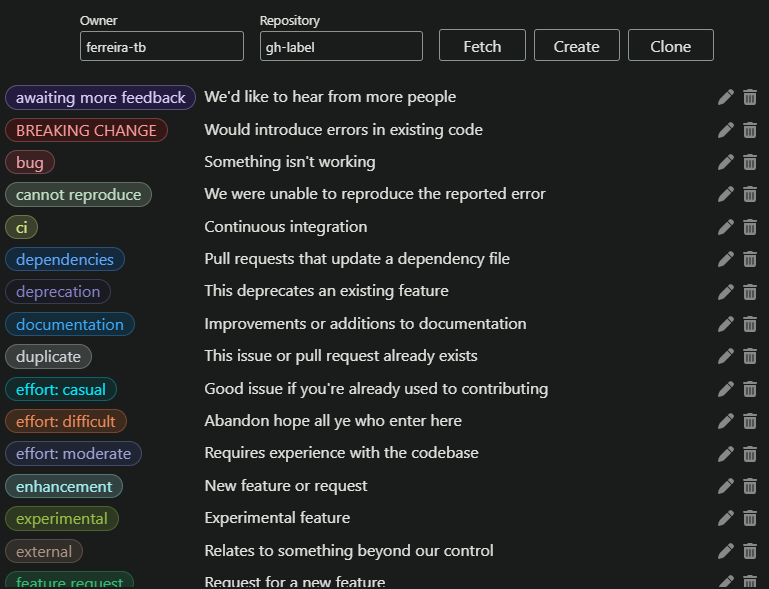 Owner Repository
ferreira-tb gh-label Fetch Create Clone
awaiting more feedback We'd like to hear from more people
BREAKING CHANGE Would introduce errors in existing code
bug Something isn't working
cannot reproduce We were unable to reproduce the reported error
ci Continuous integration
dependencies Pull requests that update a dependency file
deprecation This deprecates an existing feature
documentation Improvements or additions to documentation
duplicate This issue or pull request already exists
effort: casual Good issue if you're already used to contributing
effort: difficult Abandon hope all ye who enter here
effort: moderate Requires experience with the codebase
enhancement New feature or request
experimental Experimental feature
external Relates to something beyond our control
feature request Request for a new feature